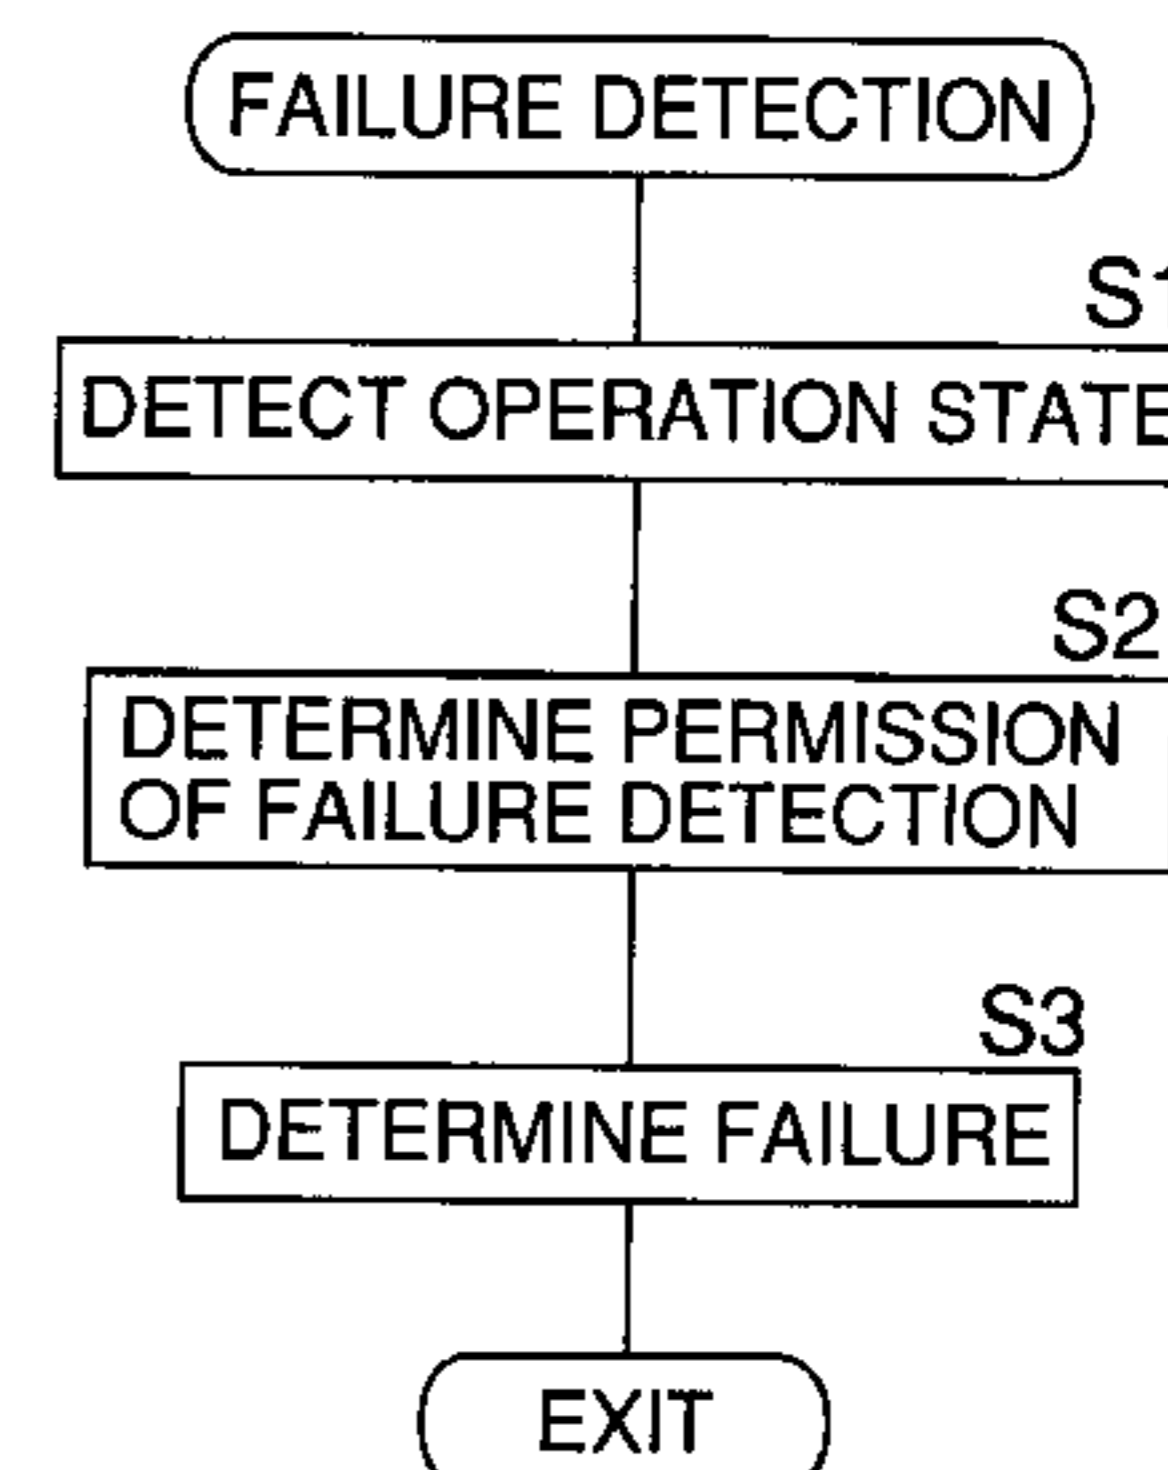 FAILURE DETECTION
S1
DETECT OPERATION STATE
S2
DETERMINE PERMISSION
OF FAILURE DETECTION
S3
DETERMINE FAILURE
EXIT